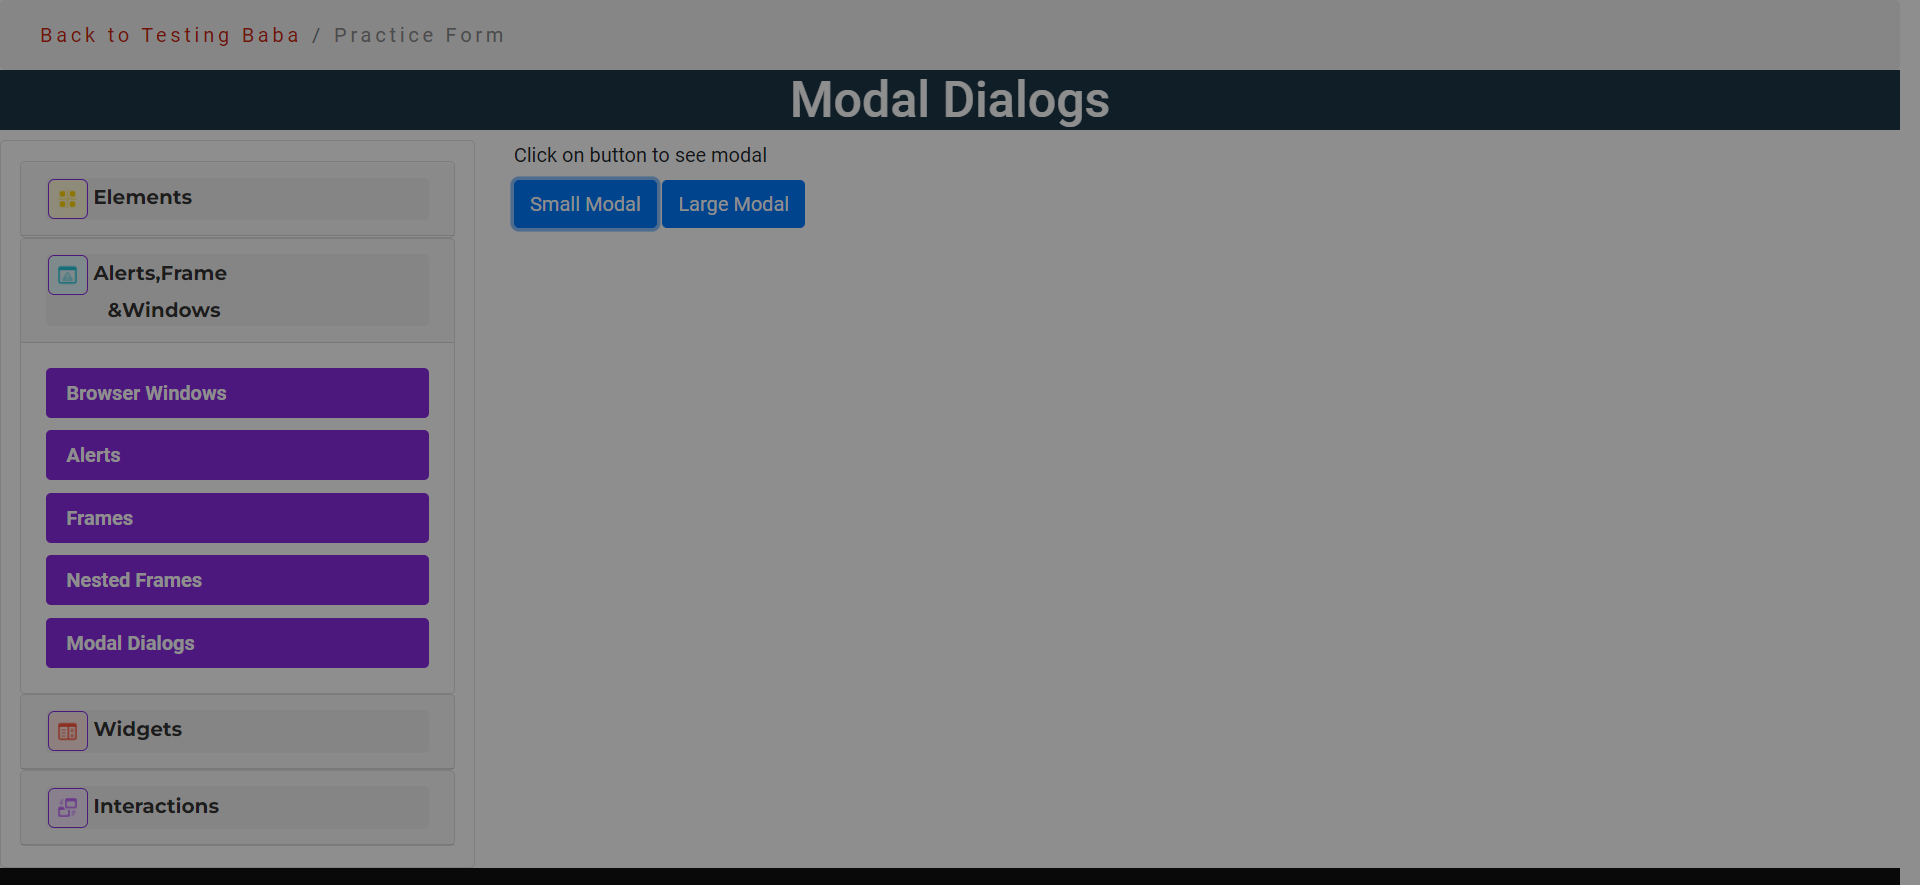 Back to Testing Baba / Practice Form
Modal Dialogs
Click on button to see modal
Small Modal
Large Modal
Elements
Alerts,Frame
&Windows
Browser Windows
Alerts
Frames
Nested Frames
Modal Dialogs
Widgets
Interactions